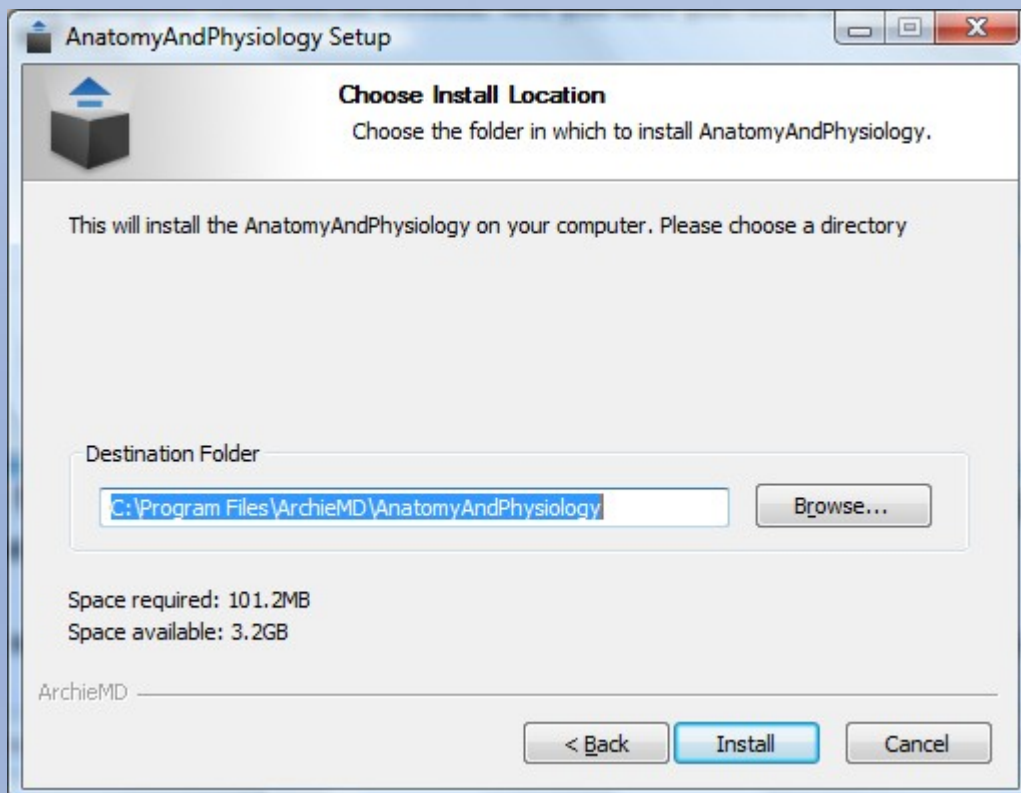 AnatomyAndPhysiology Setup
Choose Install Location
Choose the folder in which to install AnatomyAndPhysiology.
This will install the AnatomyAndPhysiology on your computer. Please choose a directory
Destination Folder
C:\Program Files\ArchieMD\AnatomyAndPhysiology
Browse...
Space required: 101.2MB
Space available: 3.2GB
ArchieMD
< Back Install Cancel